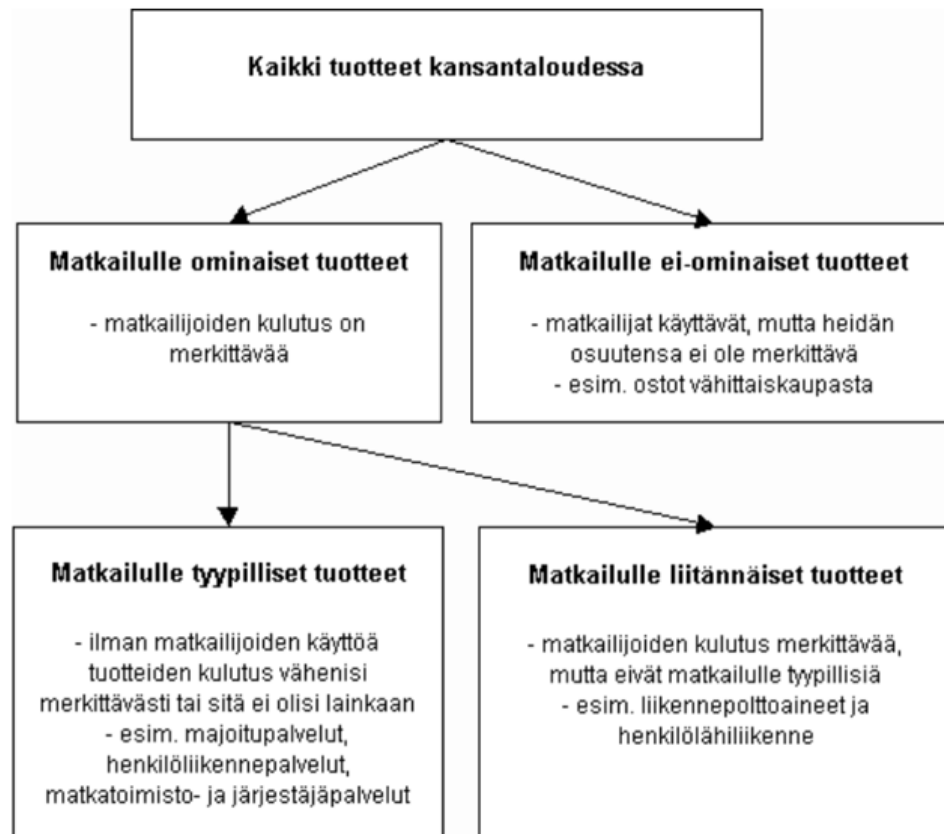 Kaikki tuotteet kansantaloudessa
Matkailulle ominaiset tuotteet
- matkailijoiden kulutus on
merkittävää
Matkailulle ei-ominaiset tuotteet
- matkailijat käyttävät, mutta heidän
osuutensa ei ole merkittävä
- esim. ostot vähittäiskaupasta
Matkailulle tyypilliset tuotteet
- ilman matkailijoiden käyttöä
tuotteiden kulutus vähenisi
merkittävästi tai sitä ei olisi lainkaan
- esim. majoitupalvelut,
henkilöliikennepalvelut,
matkatoimisto- ja järjestäjäpalvelut
Matkailulle liitännäiset tuotteet
- matkailijoiden kulutus merkittävää,
mutta eivät matkailulle tyypillisiä
- esim. liikennepolttoaineet ja
henkilölähiliikenne